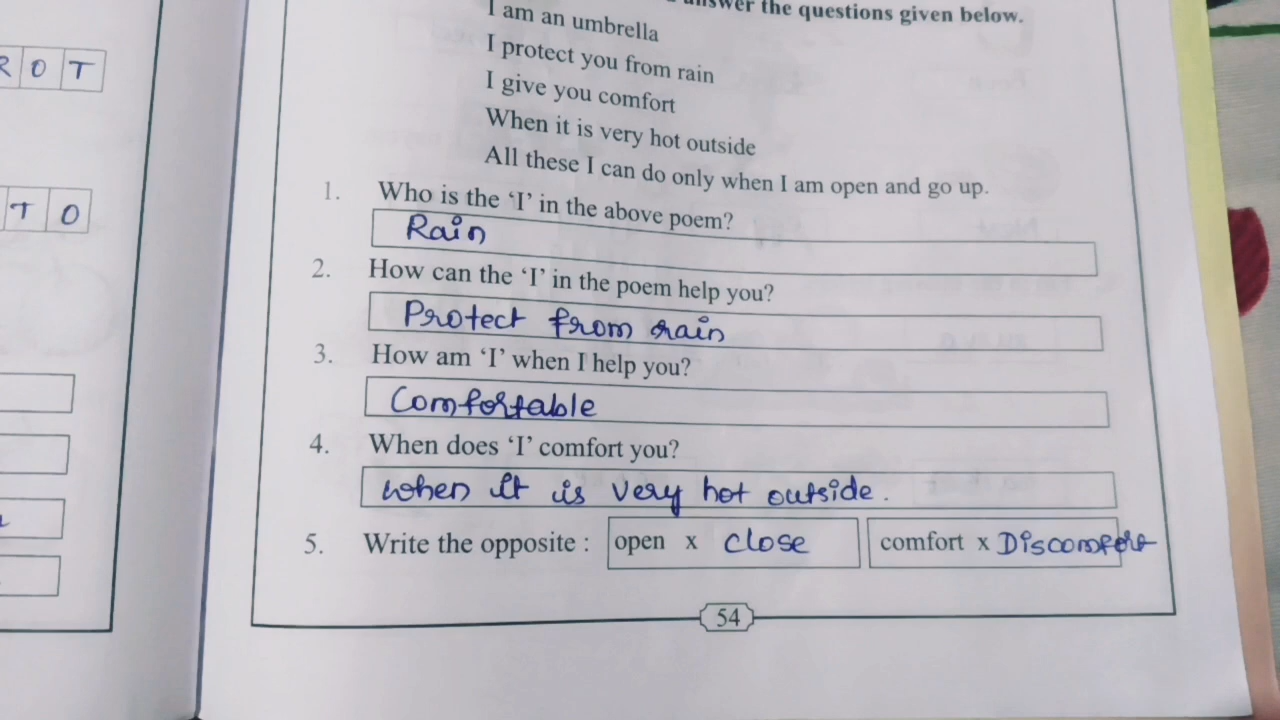 R O T
T O
answer the questions given below.
I am an umbrella
I protect you from rain
I give you comfort
When it is very hot outside
All these I can do only when I am open and go up.
1. Who is the ‘I’ in the above poem?
Rain
2. How can the ‘I’ in the poem help you?
Protect from rain
3. How am ‘I’ when I help you?
Comfortable
4. When does ‘I’ comfort you?
when it is very hot outside.
5. Write the opposite : open x close comfort x Discomfort
54